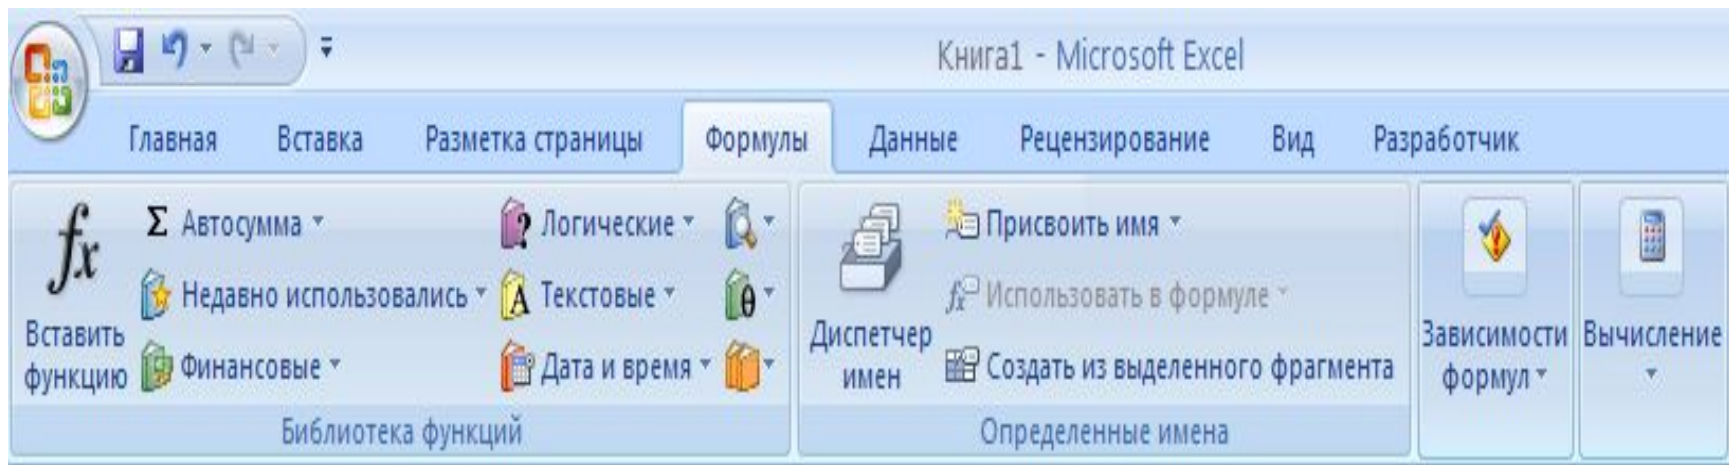 Книга1 - Microsoft Excel
Главная Вставка Разметка страницы Формулы Данные Рецензирование Вид Разработчик
fx
Вставить
функцию
Σ Автосумма
Недавно использовались
Финансовые
Логические
Текстовые
Дата и время
θ
Библиотека функций
Диспетчер
имен
Присвоить имя
Использовать в формуле
Создать из выделенного фрагмента
Определенные имена
Зависимости
формул
Вычисление